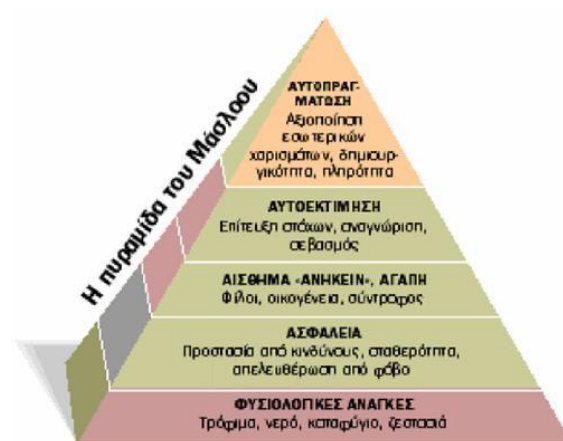 Η πυραμίδα του Μάσλοου
ΑΥΤΟΠΡΑΓ-
ΜΑΤΩΣΗ
Αξιοποίηση
εσωτερικών
χαρισμάτων, δημιουρ-
γικότητα, πληρότητα
ΑΥΤΟΕΚΤΙΜΗΣΗ
Επίτευξη στόχων, αναγνώριση,
σεβασμός
ΑΙΣΘΗΜΑ «ΑΝΗΚΕΙΝ», ΑΓΑΠΗ
Φίλοι, οικογένεια, σύντροφος
ΑΣΦΑΛΕΙΑ
Προστασία από κινδύνους, σταθερότητα,
απελευθέρωση από φόβο
ΦΥΣΙΟΛΟΓΙΚΕΣ ΑΝΑΓΚΕΣ
Τρόφιμα, νερό, καταφύγιο, ζεστασιά